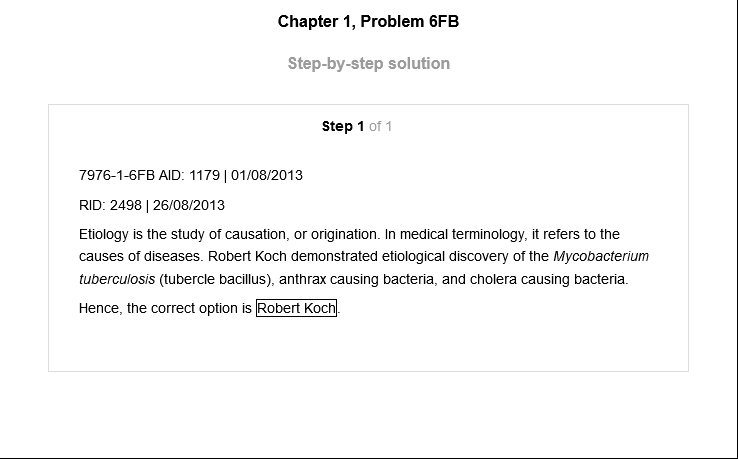 Chapter 1, Problem 6FB
Step-by-step solution
Step 1 of 1
7976-1-6FB AID: 1179 | 01/08/2013
RID: 2498 | 26/08/2013
Etiology is the study of causation, or origination. In medical terminology, it refers to the
causes of diseases. Robert Koch demonstrated etiological discovery of the Mycobacterium
tuberculosis (tubercle bacillus), anthrax causing bacteria, and cholera causing bacteria.
Hence, the correct option is Robert Koch.